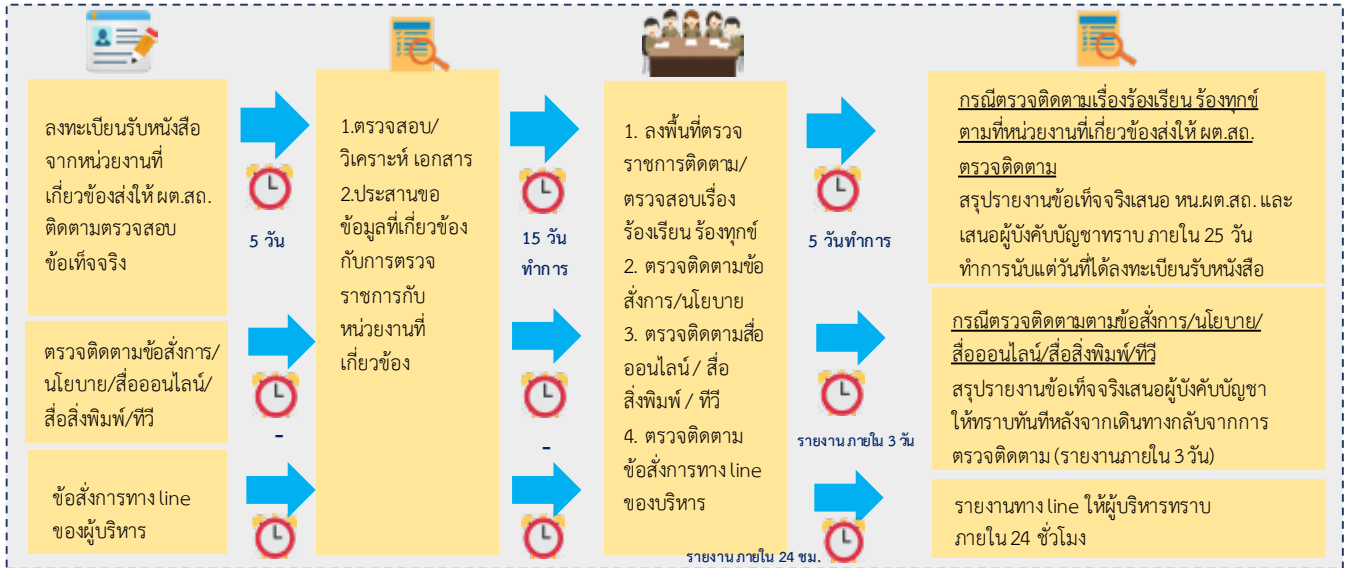 ลงทะเบียนรับหนังสือ
จากหน่วยงานที่
เกี่ยวข้องส่งให้ ผต.สถ.
ติดตามตรวจสอบ
ข้อเท็จจริง
5 วัน
1.ตรวจสอบ/
วิเคราะห์ เอกสาร
2.ประสานขอ
ข้อมูลที่เกี่ยวข้อง
กับการตรวจ
ราชการกับ
หน่วยงานที่
เกี่ยวข้อง
15 วัน
ทำการ
1. ลงพื้นที่ตรวจ
ราชการติดตาม/
ตรวจสอบเรื่อง
ร้องเรียน ร้องทุกข์
2. ตรวจติดตามข้อ
สั่งการ/นโยบาย
3. ตรวจติดตามสื่อ
ออนไลน์ / สื่อ
สิ่งพิมพ์ / ทีวี
4. ตรวจติดตาม
ข้อสั่งการทาง line
ของบริหาร
5 วันทำการ
กรณีตรวจติดตามเรื่องร้องเรียน ร้องทุกข์
ตามที่หน่วยงานที่เกี่ยวข้องส่งให้ ผต.สถ.
ตรวจติดตาม
สรุปรายงานข้อเท็จจริงเสนอ หน.ผต.สถ. และ
เสนอผู้บังคับบัญชาทราบ ภายใน 25 วัน
ทำการนับแต่วันที่ได้ลงทะเบียนรับหนังสือ
ตรวจติดตามข้อสั่งการ/
นโยบาย/สื่อออนไลน์/
สื่อสิ่งพิมพ์/ทีวี
-
-
รายงาน ภายใน 3 วัน
กรณีตรวจติดตามตามข้อสั่งการ/นโยบาย/
สื่อออนไลน์/สื่อสิ่งพิมพ์/ทีวี
สรุปรายงานข้อเท็จจริงเสนอผู้บังคับบัญชา
ให้ทราบทันทีหลังจากเดินทางกลับจากการ
ตรวจติดตาม (รายงานภายใน 3 วัน)
ข้อสั่งการทาง line
ของผู้บริหาร
รายงาน ภายใน 24 ชม.
รายงานทาง line ให้ผู้บริหารทราบ
ภายใน 24 ชั่วโมง